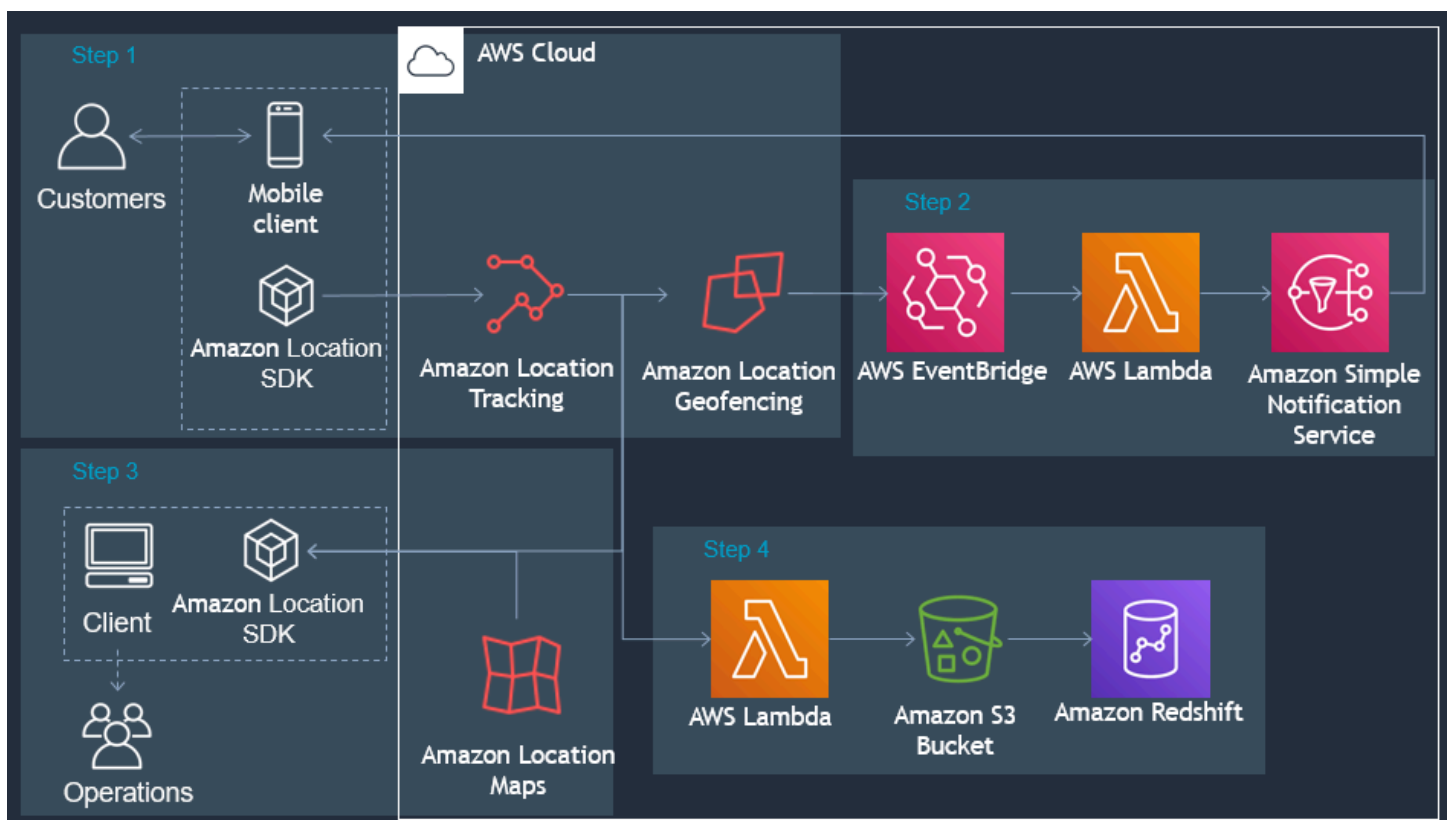 Step 1
AWS Cloud
Customers
Mobile
client
Amazon Location
SDK
Amazon Location
Tracking
Amazon Location
Geofencing
Step 2
AWS EventBridge
AWS Lambda
Amazon Simple
Notification
Service
Step 3
Client
Amazon Location
SDK
Operations
Amazon Location
Maps
Step 4
AWS Lambda
Amazon S3
Bucket
Amazon Redshift